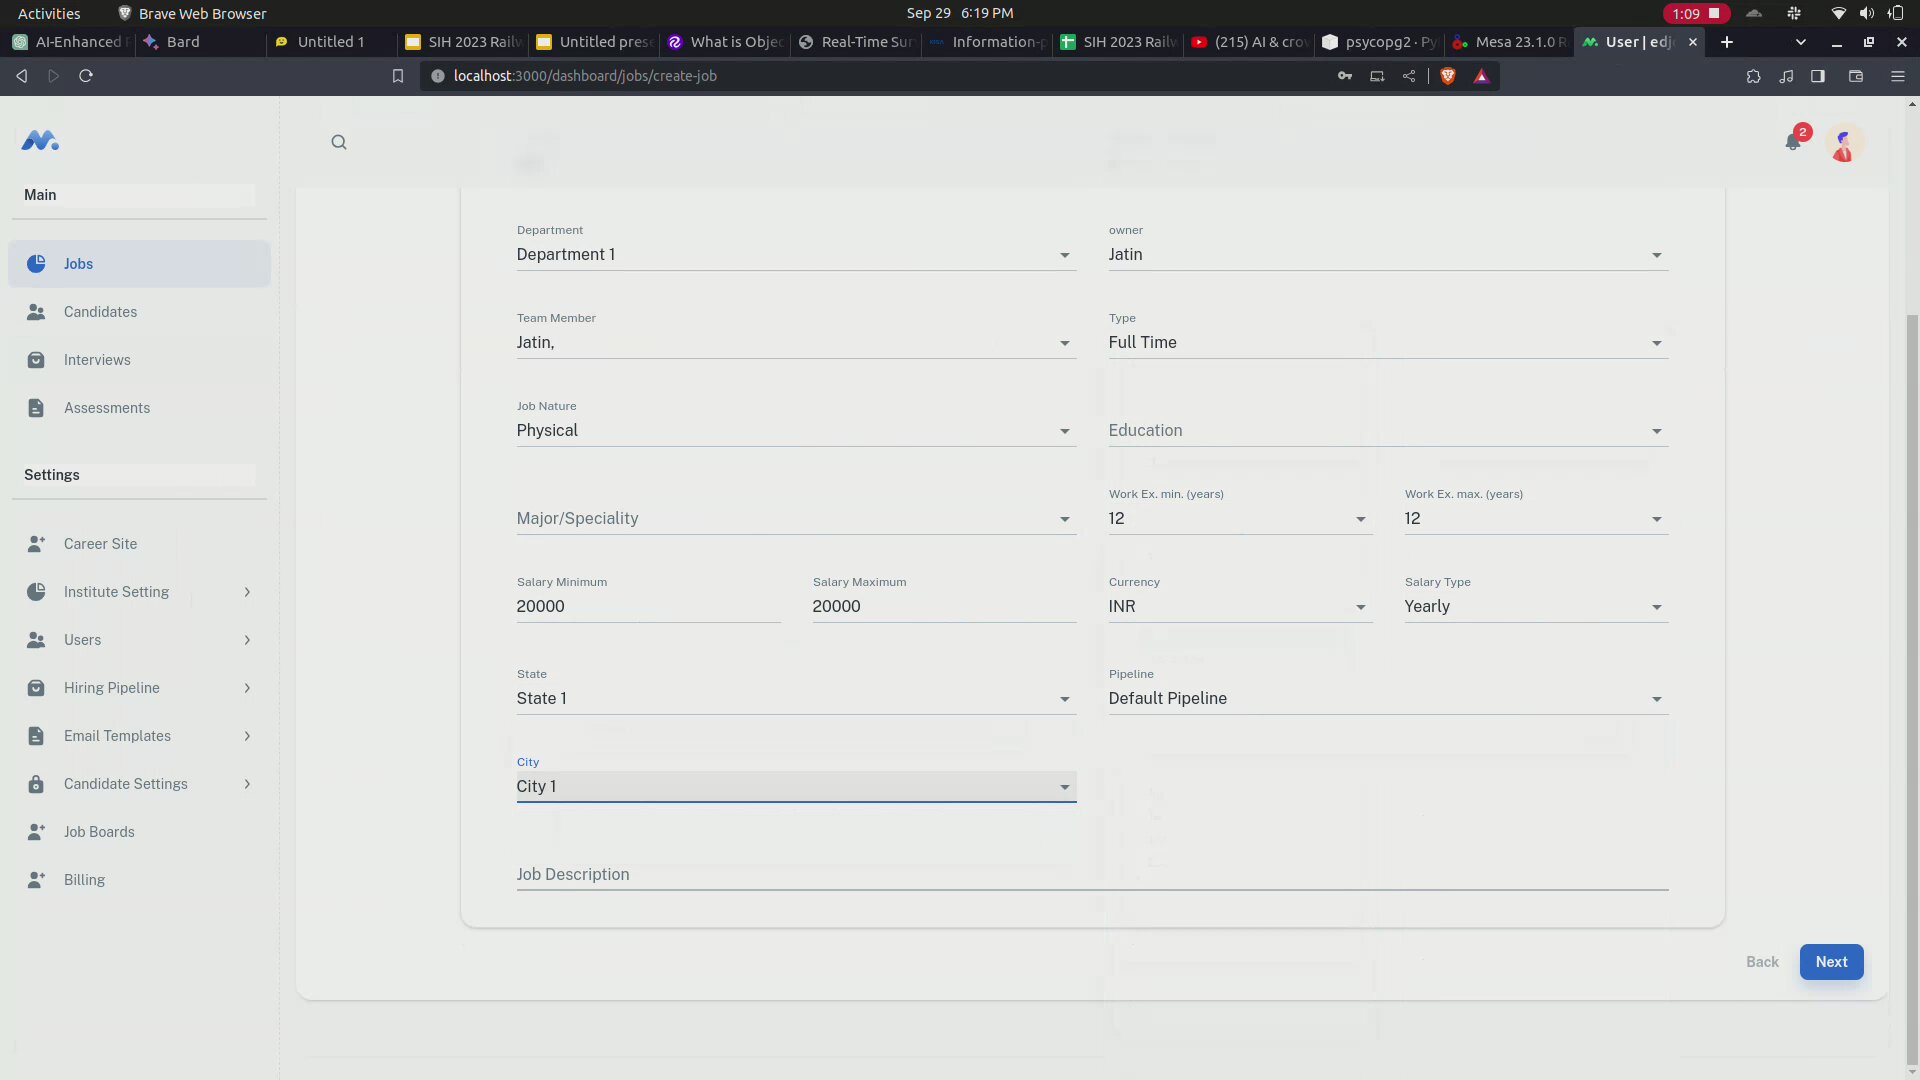 Activities
Brave Web Browser
Sep 29 6:19 PM
1:09
AI-Enhanced
Bard
Untitled 1
SIH 2023 Railw
Untitled prese
What is Objec
Real-Time Sur
Information-p
SIH 2023 Railw
(215) AI & crow
psycopg2 · Py
Mesa 23.1.0 R
User | edjo
localhost:3000/dashboard/jobs/create-job
2
Main
Jobs
Candidates
Interviews
Assessments
Settings
Career Site
Institute Setting
Users
Hiring Pipeline
Email Templates
Candidate Settings
Job Boards
Billing
Department
Department 1
owner
Jatin
Team Member
Jatin,
Type
Full Time
Job Nature
Physical
Education
Major/Speciality
Work Ex. min. (years)
12
Work Ex. max. (years)
12
Salary Minimum
20000
Salary Maximum
20000
Currency
INR
Salary Type
Yearly
State
State 1
Pipeline
Default Pipeline
City
City 1
Job Description
Back
Next